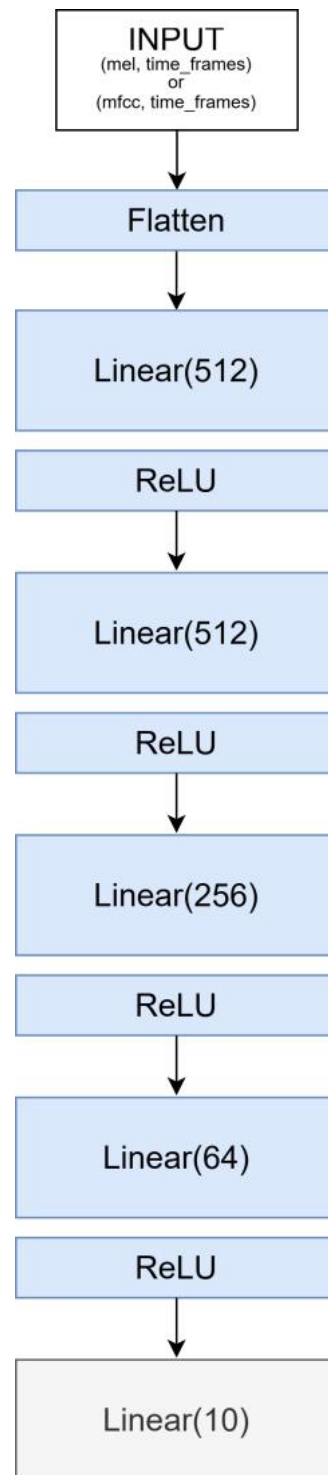 INPUT
(mel, time_frames)
or
(mfcc, time_frames)
Flatten
Linear(512)
ReLU
Linear(512)
ReLU
Linear(256)
ReLU
Linear(64)
ReLU
Linear(10)